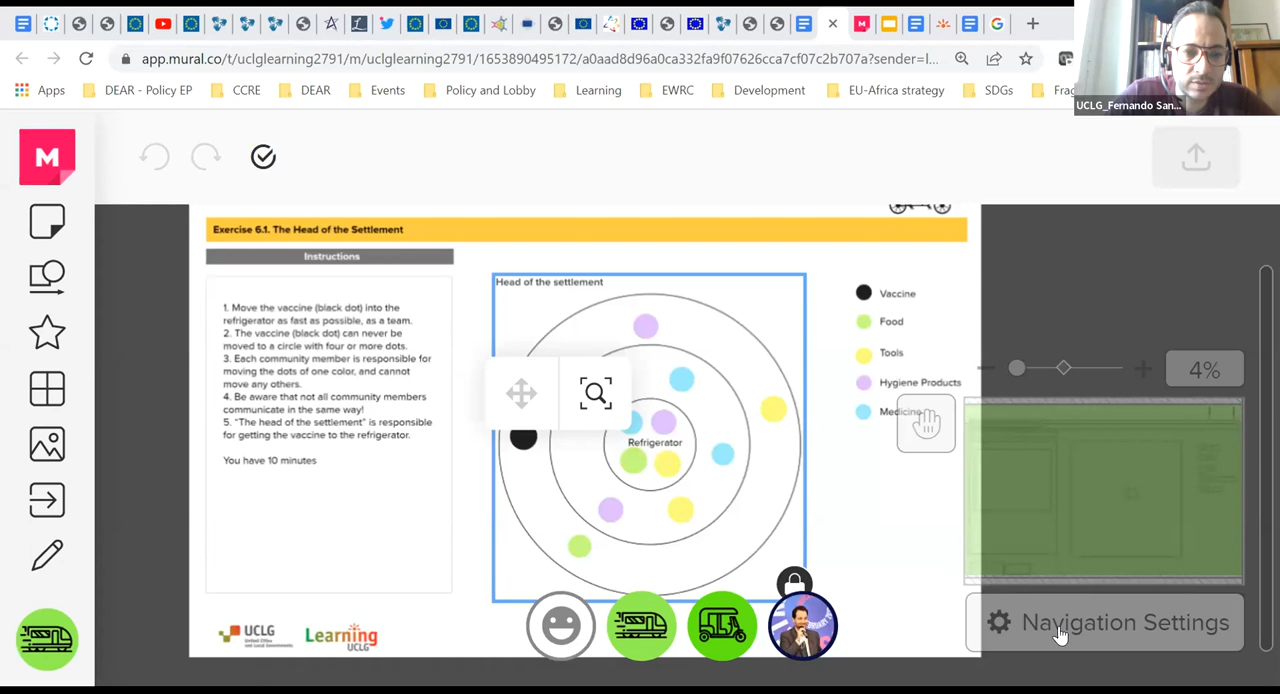 app.mural.co/t/uclglearning2791/m/uclglearning2791/1653890495172/a0aad8d96a0ca332fa9f07626cca7cf07c2b707a?sender=l...
Apps
DEAR - Policy EP
CCRE
DEAR
Events
Policy and Lobby
Learning
EWRC
Development
EU-Africa strategy
SDGs
Frag
UCLG_Fernando San...
M
Exercise 6.1. The Head of the Settlement
Instructions
1. Move the vaccine (black dot) into the
refrigerator as fast as possible, as a team.
2. The vaccine (black dot) can never be
moved to a circle with four or more dots.
3. Each community member is responsible for
moving the dots of one color, and cannot
move any others.
4. Be aware that not all community members
communicate in the same way!
5. “The head of the settlement” is responsible
for getting the vaccine to the refrigerator.
You have 10 minutes
Head of the settlement
Refrigerator
Vaccine
Food
Tools
Hygiene Products
Medicine
4%
Navigation Settings
UCLG
Learning
UCLG